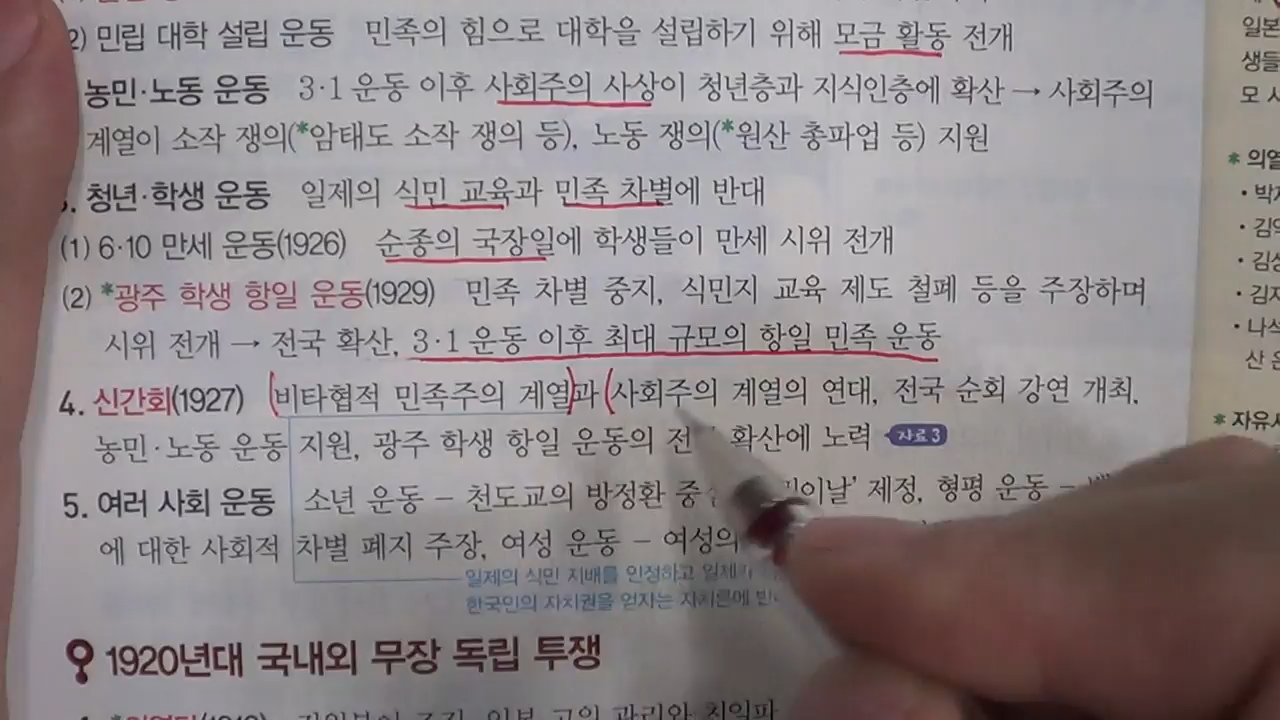 2) 민립 대학 설립 운동 민족의 힘으로 대학을 설립하기 위해 모금 활동 전개
농민·노동 운동 3·1 운동 이후 사회주의 사상이 청년층과 지식인층에 확산 → 사회주의
계열이 소작 쟁의(*암태도 소작 쟁의 등), 노동 쟁의(*원산 총파업 등) 지원
청년·학생 운동 일제의 식민 교육과 민족 차별에 반대
(1) 6·10 만세 운동(1926) 순종의 국장일에 학생들이 만세 시위 전개
(2) *광주 학생 항일 운동(1929) 민족 차별 중지, 식민지 교육 제도 철폐 등을 주장하며
시위 전개 → 전국 확산, 3·1 운동 이후 최대 규모의 항일 민족 운동
4. 신간회(1927) (비타협적 민족주의 계열)과 (사회주의 계열의 연대, 전국 순회 강연 개최,
농민·노동 운동 지원, 광주 학생 항일 운동의 전 확산에 노력 자료 3
5. 여러 사회 운동 소년 운동 – 천도교의 방정환 이날' 제정, 형평 운동 –
에 대한 사회적 차별 폐지 주장, 여성 운동 – 여성의
일제의 식민 지배를 인정하고
한국인의 자치권을 얻자는 자치론에
1920년대 국내외 무장 독립 투쟁
일본
생들
모
* 의열
* 자유